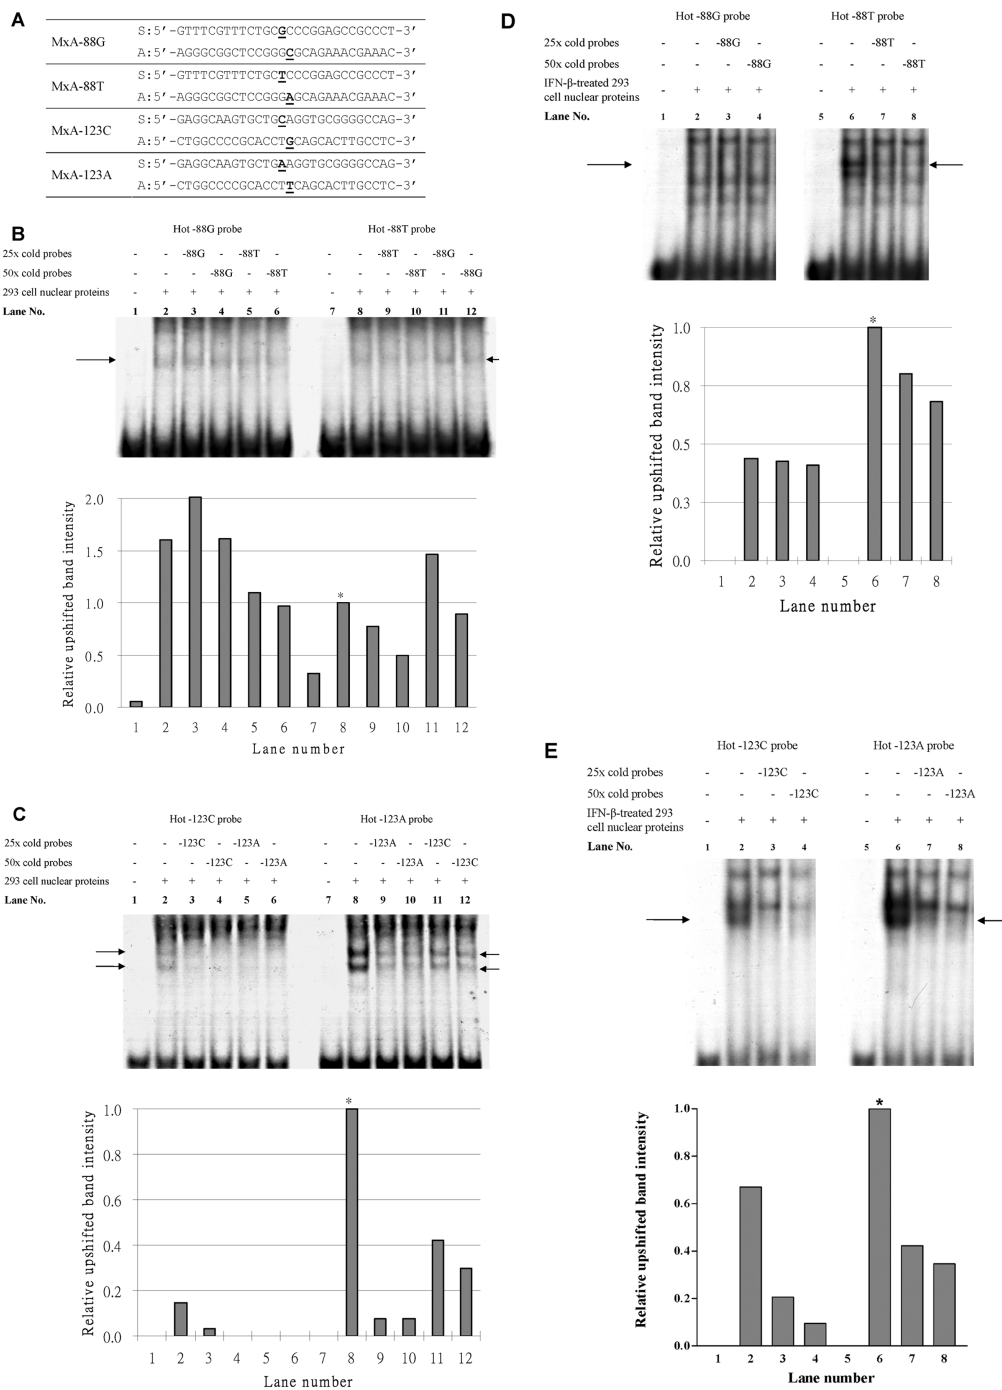 A
MxA-88G
S:5′-GTTTCGTTTCTGCGCCCGGAGCCGCCCT-3′
A:5′-AGGGCGGCTCCGGGCGCAGAAACGAAAC-3′
MxA-88T
S:5′-GTTTCGTTTCTGCTCCCGGAGCCGCCCT-3′
A:5′-AGGGCGGCTCCGGGAGCAGAAACGAAAC-3′
MxA-123C
S:5′-GAGGCAAGTGCTGCAGGTGCGGGGCCAG-3′
A:5′-CTGGCCCCGCACCTGCAGCACTTGCCTC-3′
MxA-123A
S:5′-GAGGCAAGTGCTGAAGGTGCGGGGCCAG-3′
A:5′-CTGGCCCCGCACCTTCAGCACTTGCCTC-3′
B
Hot -88G probe Hot -88T probe
25x cold probes - - -88G - -88T - - - -88T - -88G -
50x cold probes - - - -88G - -88T - - - -88T - -88G
293 cell nuclear proteins - + + + + + - + + + + +
Lane No. 1 2 3 4 5 6 7 8 9 10 11 12
Relative upshifted band intensity
2.0
1.5
1.0
0.5
0.0
*
1 2 3 4 5 6 7 8 9 10 11 12
Lane number
C
Hot -123C probe Hot -123A probe
25x cold probes - - -123C - -123A - - - -123A - -123C -
50x cold probes - - - -123C - -123A - - - -123A - -123C
293 cell nuclear proteins - + + + + + - + + + + +
Lane No. 1 2 3 4 5 6 7 8 9 10 11 12
Relative upshifted band intensity
1.0
0.8
0.6
0.4
0.2
0.0
*
1 2 3 4 5 6 7 8 9 10 11 12
Lane number
D
Hot -88G probe Hot -88T probe
25x cold probes - - -88G - - - -88T -
50x cold probes - - - -88G - - - -88T
IFN-β-treated 293
cell nuclear proteins - + + + - + + +
Lane No. 1 2 3 4 5 6 7 8
Relative upshifted band intensity
1.0
0.8
0.5
0.3
0.0
*
1 2 3 4 5 6 7 8
Lane number
E
Hot -123C probe Hot -123A probe
25x cold probes - - -123C - - - -123A -
50x cold probes - - - -123C - - - -123A
IFN-β-treated 293
cell nuclear proteins - + + + - + + +
Lane No. 1 2 3 4 5 6 7 8
Relative upshifted band intensity
1.0
0.8
0.6
0.4
0.2
0.0
*
1 2 3 4 5 6 7 8
Lane number